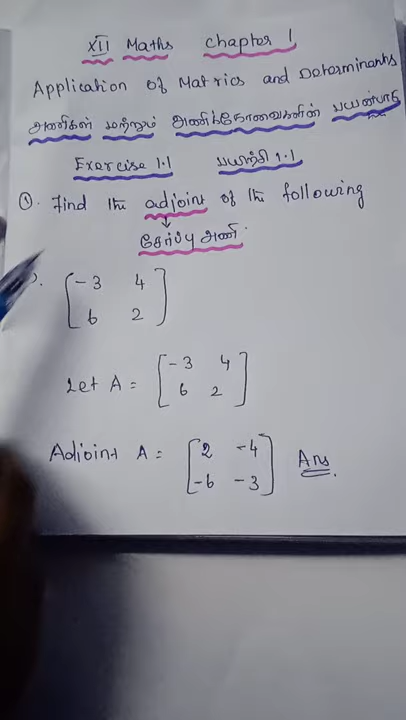 XII Maths chapter 1
Application of Matrics and Determinants
அணிகள் மற்றும் அணிக்கோவைகளின் பயன்பாடு
Exercise 1.1 பயிற்சி 1.1
①. Find the adjoint of the following
சேர்ப்பு அணி.
[-3 4
6 2]
Let A = [-3 4
6 2]
Adjoint A = [2 -4
-6 -3] Ans.